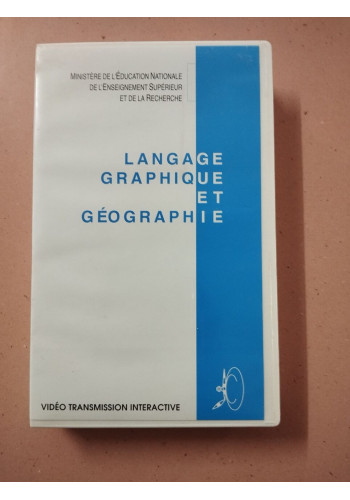 MINISTÈRE DE L'ÉDUCATION NATIONALE
DE L'ENSEIGNEMENT SUPÉRIEUR
ET DE LA RECHERCHE
LANGAGE
GRAPHIQUE
ET
GÉOGRAPHIE
VIDÉO TRANSMISSION INTERACTIVE